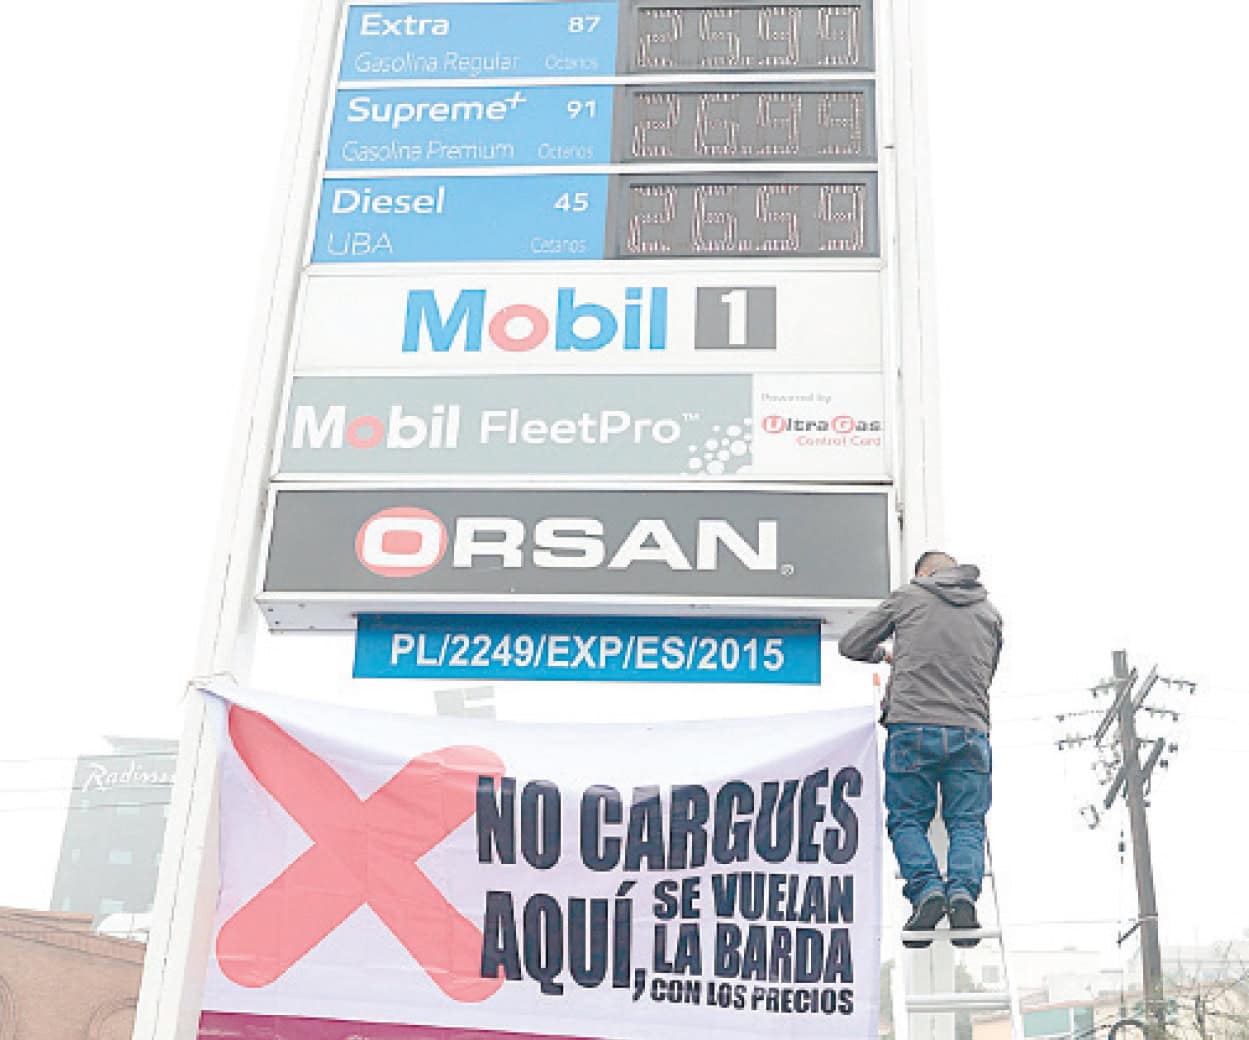 Extra 87
Gasolina Regular Octanos
25.99
Supreme+ 91
Gasolina Premium Octanos
26.99
Diesel 45
UBA Cetanos
26.59
Mobil 1
Mobil FleetPro™
Powered by
UltraGas
Control Card
ORSAN®
PL/2249/EXP/ES/2015
Radisson
NO CARGUES
AQUÍ, SE VUELAN
LA BARDA
CON LOS PRECIOS